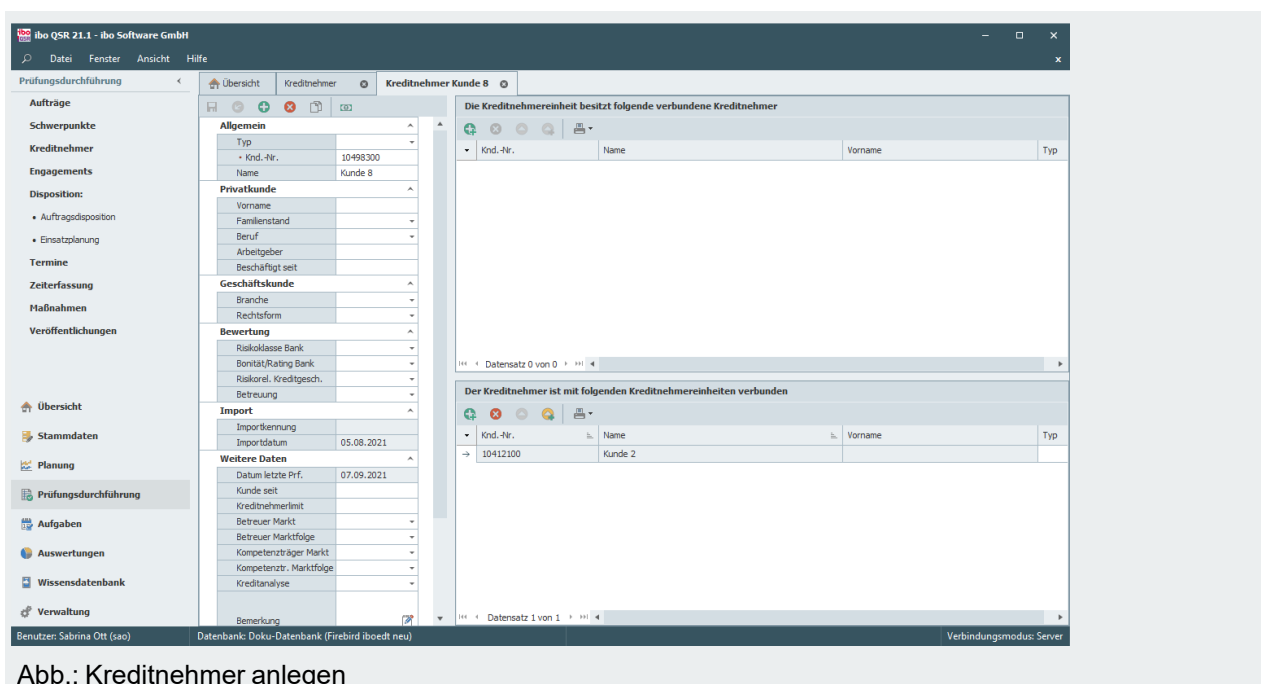 ibo QSR 21.1 - ibo Software GmbH
Datei Fenster Ansicht Hilfe
Prüfungsdurchführung
Aufträge
Schwerpunkte
Kreditnehmer
Engagements
Disposition:
• Auftragsdisposition
• Einsatzplanung
Termine
Zeiterfassung
Maßnahmen
Veröffentlichungen
Übersicht
Stammdaten
Planung
Prüfungsdurchführung
Aufgaben
Auswertungen
Wissensdatenbank
Verwaltung
Übersicht Kreditnehmer Kreditnehmer Kunde 8
Allgemein
Typ
• Knd.-Nr. 10498300
Name Kunde 8
Privatkunde
Vorname
Familienstand
Beruf
Arbeitgeber
Beschäftigt seit
Geschäftskunde
Branche
Rechtsform
Bewertung
Risikoklasse Bank
Bonität/Rating Bank
Risikorel. Kreditgesch.
Betreuung
Import
Importkennung
Importdatum 05.08.2021
Weitere Daten
Datum letzte Prf. 07.09.2021
Kunde seit
Kreditnehmerlimit
Betreuer Markt
Betreuer Marktfolge
Kompetenzträger Markt
Kompetenztr. Marktfolge
Kreditanalyse
Bemerkung
Die Kreditnehmereinheit besitzt folgende verbundene Kreditnehmer
Knd.-Nr. Name Vorname Typ
Datensatz 0 von 0
Der Kreditnehmer ist mit folgenden Kreditnehmereinheiten verbunden
Knd.-Nr. Name Vorname Typ
10412100 Kunde 2
Datensatz 1 von 1
Benutzer: Sabrina Ott (sao) Datenbank: Doku-Datenbank (Firebird iboedt neu) Verbindungsmodus: Server
Abb.: Kreditnehmer anlegen